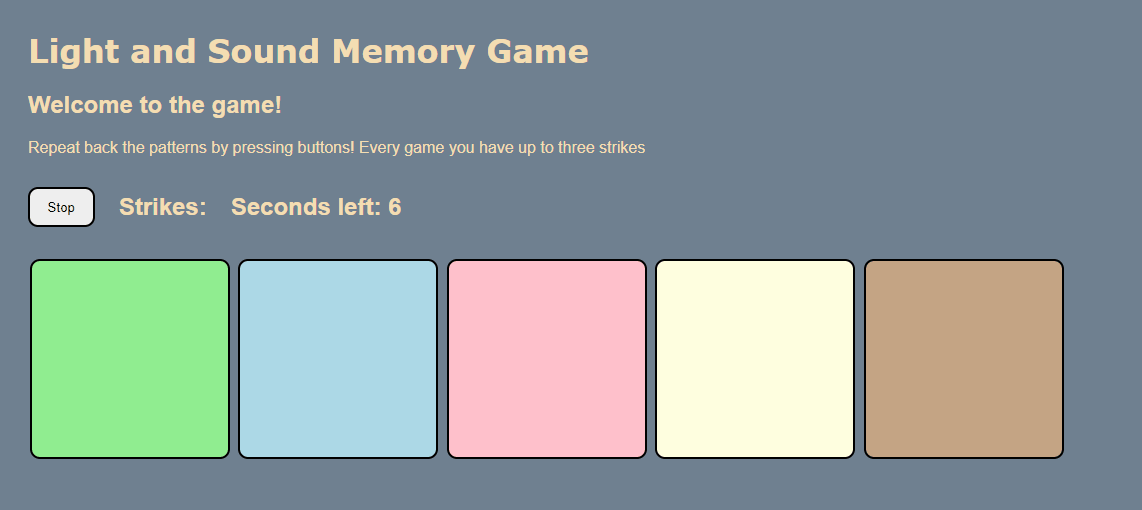 Light and Sound Memory Game
Welcome to the game!
Repeat back the patterns by pressing buttons! Every game you have up to three strikes
Stop Strikes: Seconds left: 6